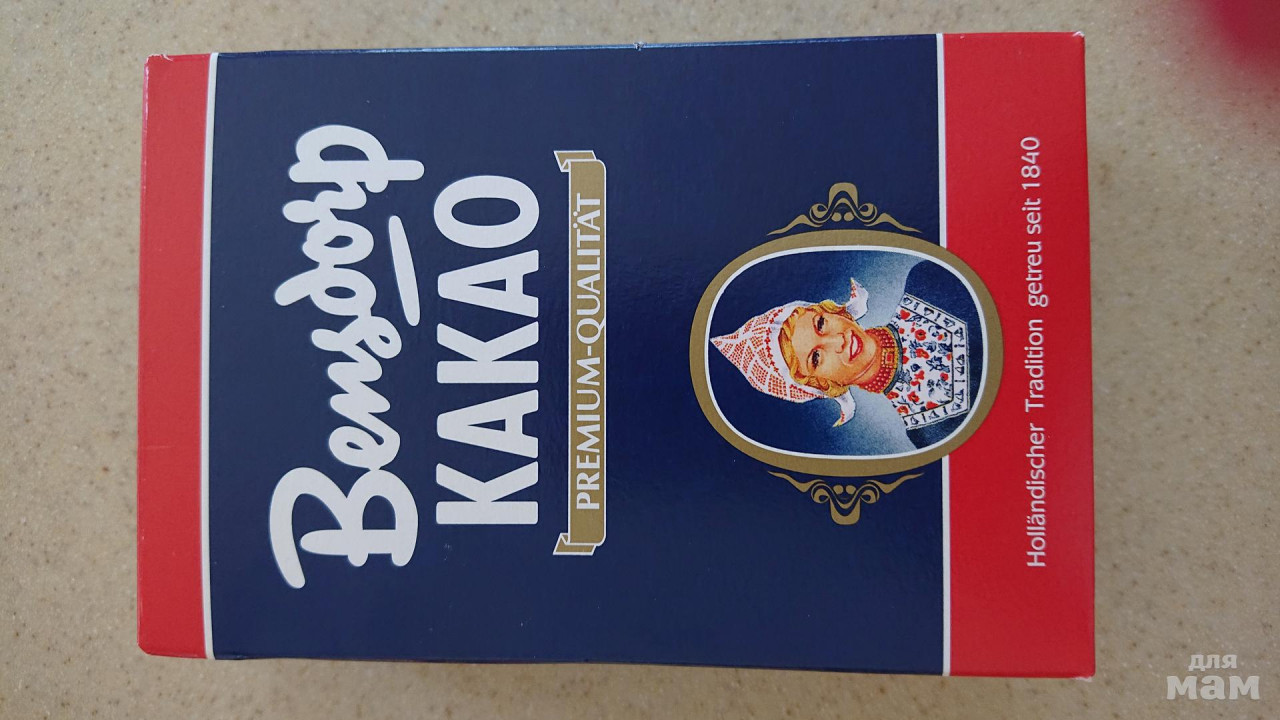 Bensdorp
KAKAO
PREMIUM-QUALITÄT
Holländischer Tradition getreu seit 1840
для
мам